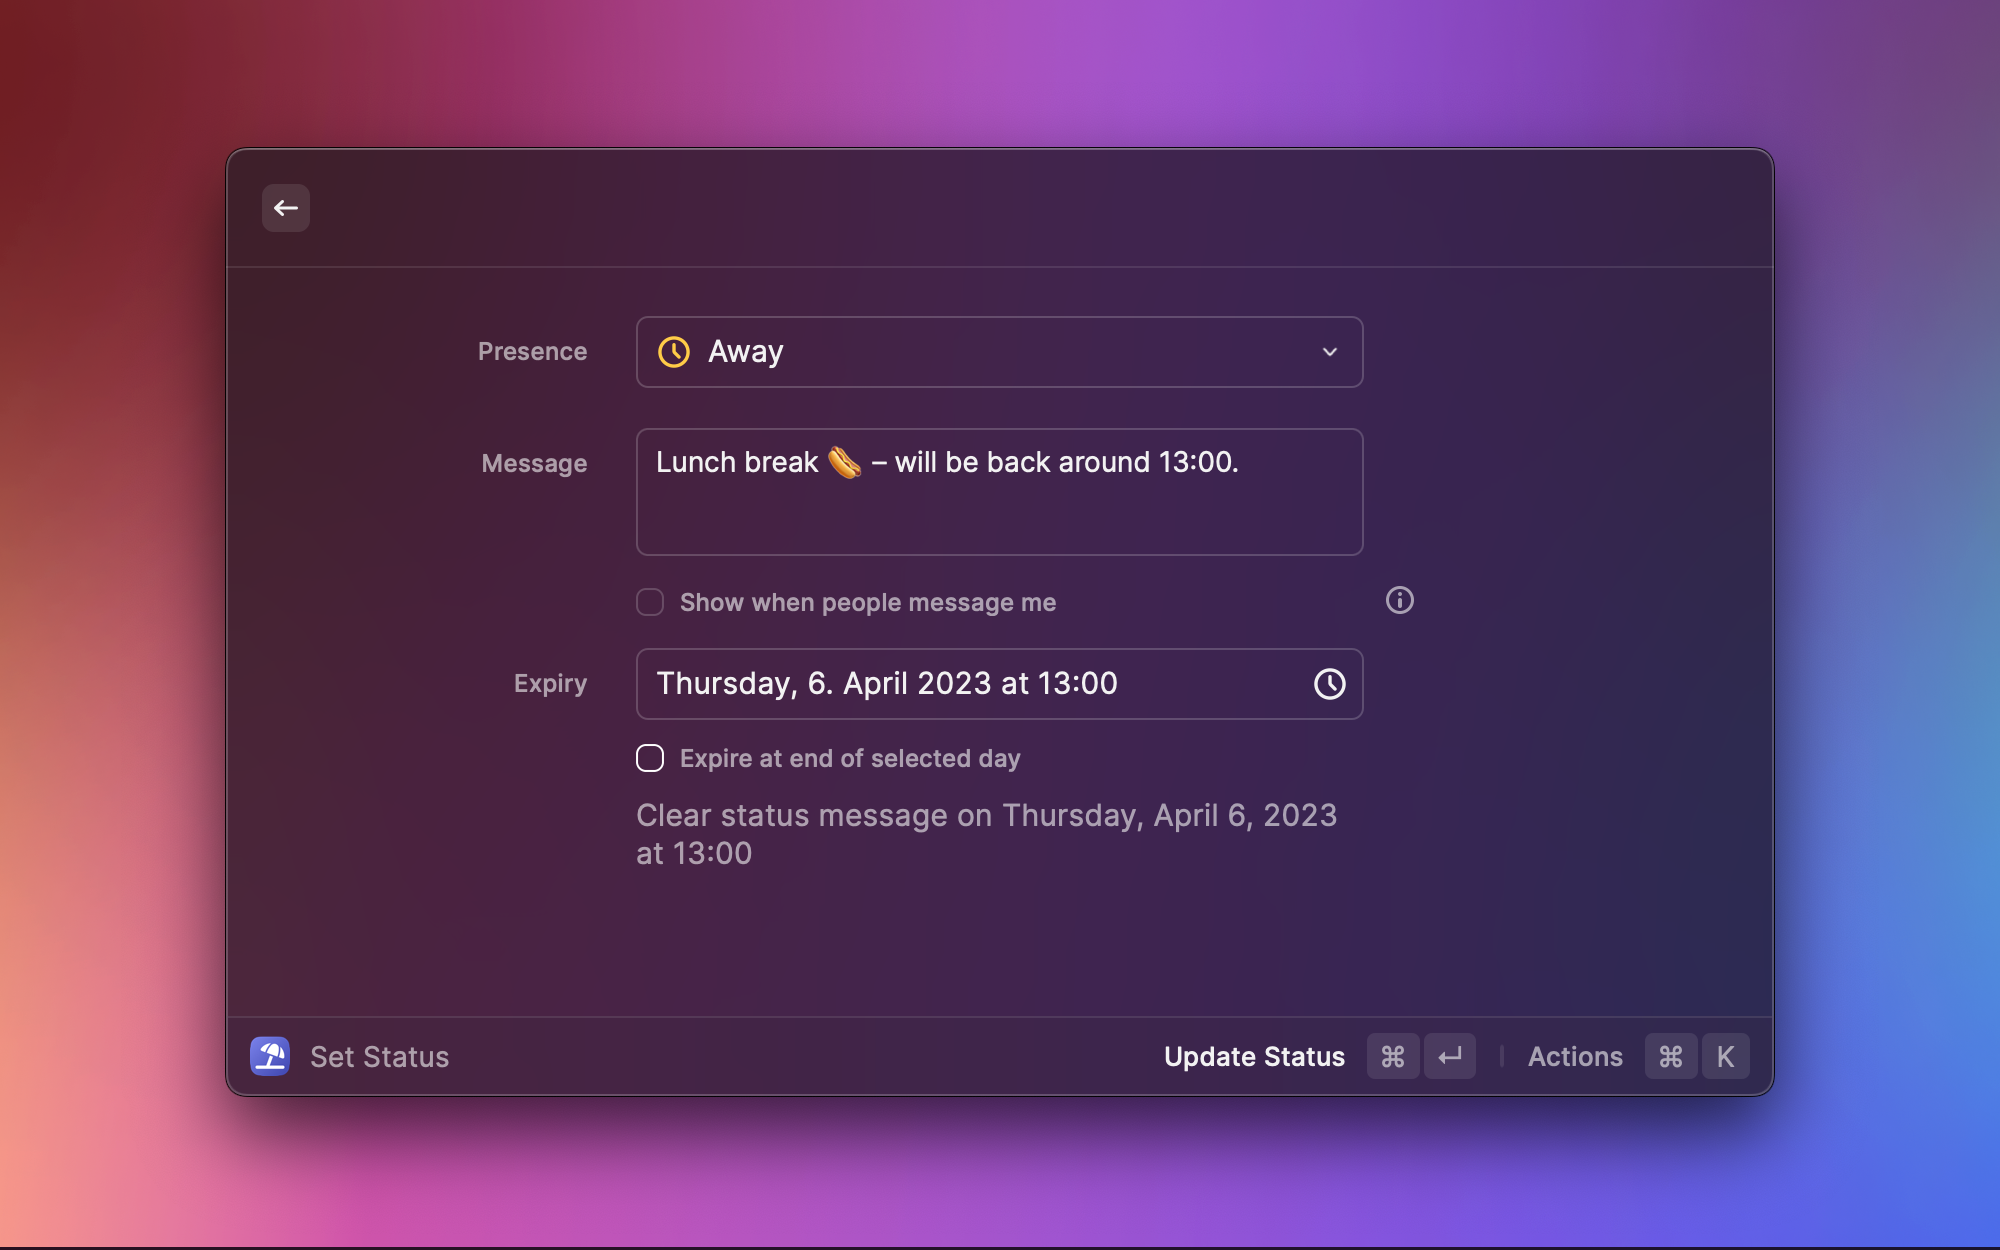 Presence
Away
Message
Lunch break 🌭 – will be back around 13:00.
Show when people message me
Expiry
Thursday, 6. April 2023 at 13:00
Expire at end of selected day
Clear status message on Thursday, April 6, 2023
at 13:00
Set Status
Update Status ⌘ ↵ Actions ⌘ K